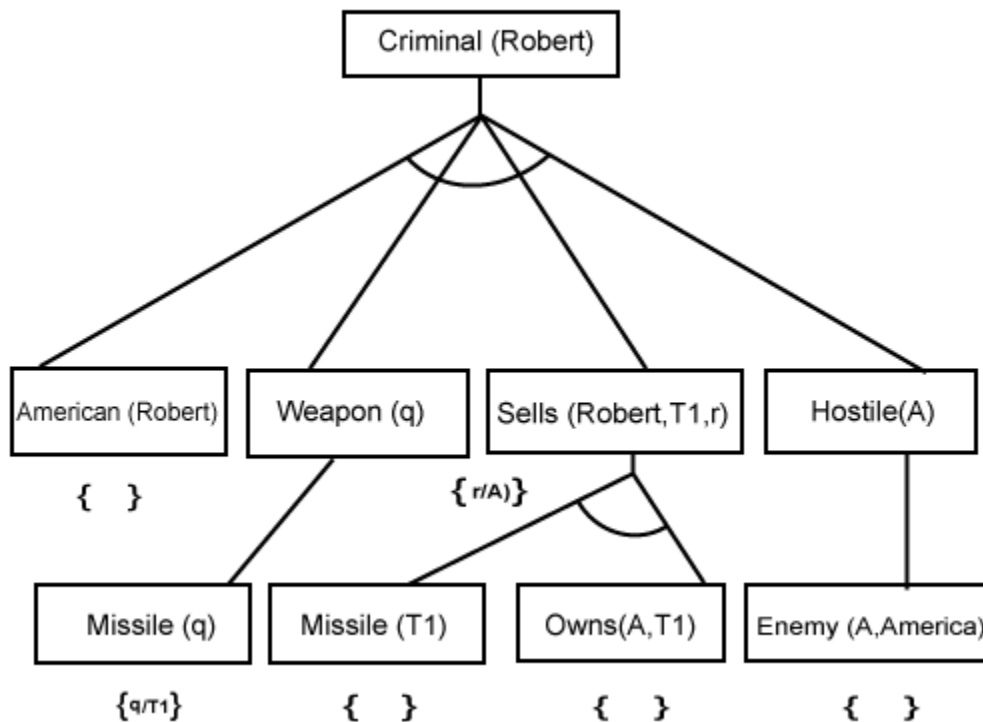 Criminal (Robert)
American (Robert)
Weapon (q)
Sells (Robert,T1,r)
Hostile(A)
{ }
{ r/A)}
Missile (q)
Missile (T1)
Owns(A,T1)
Enemy (A,America)
{q/T1}
{ }
{ }
{ }